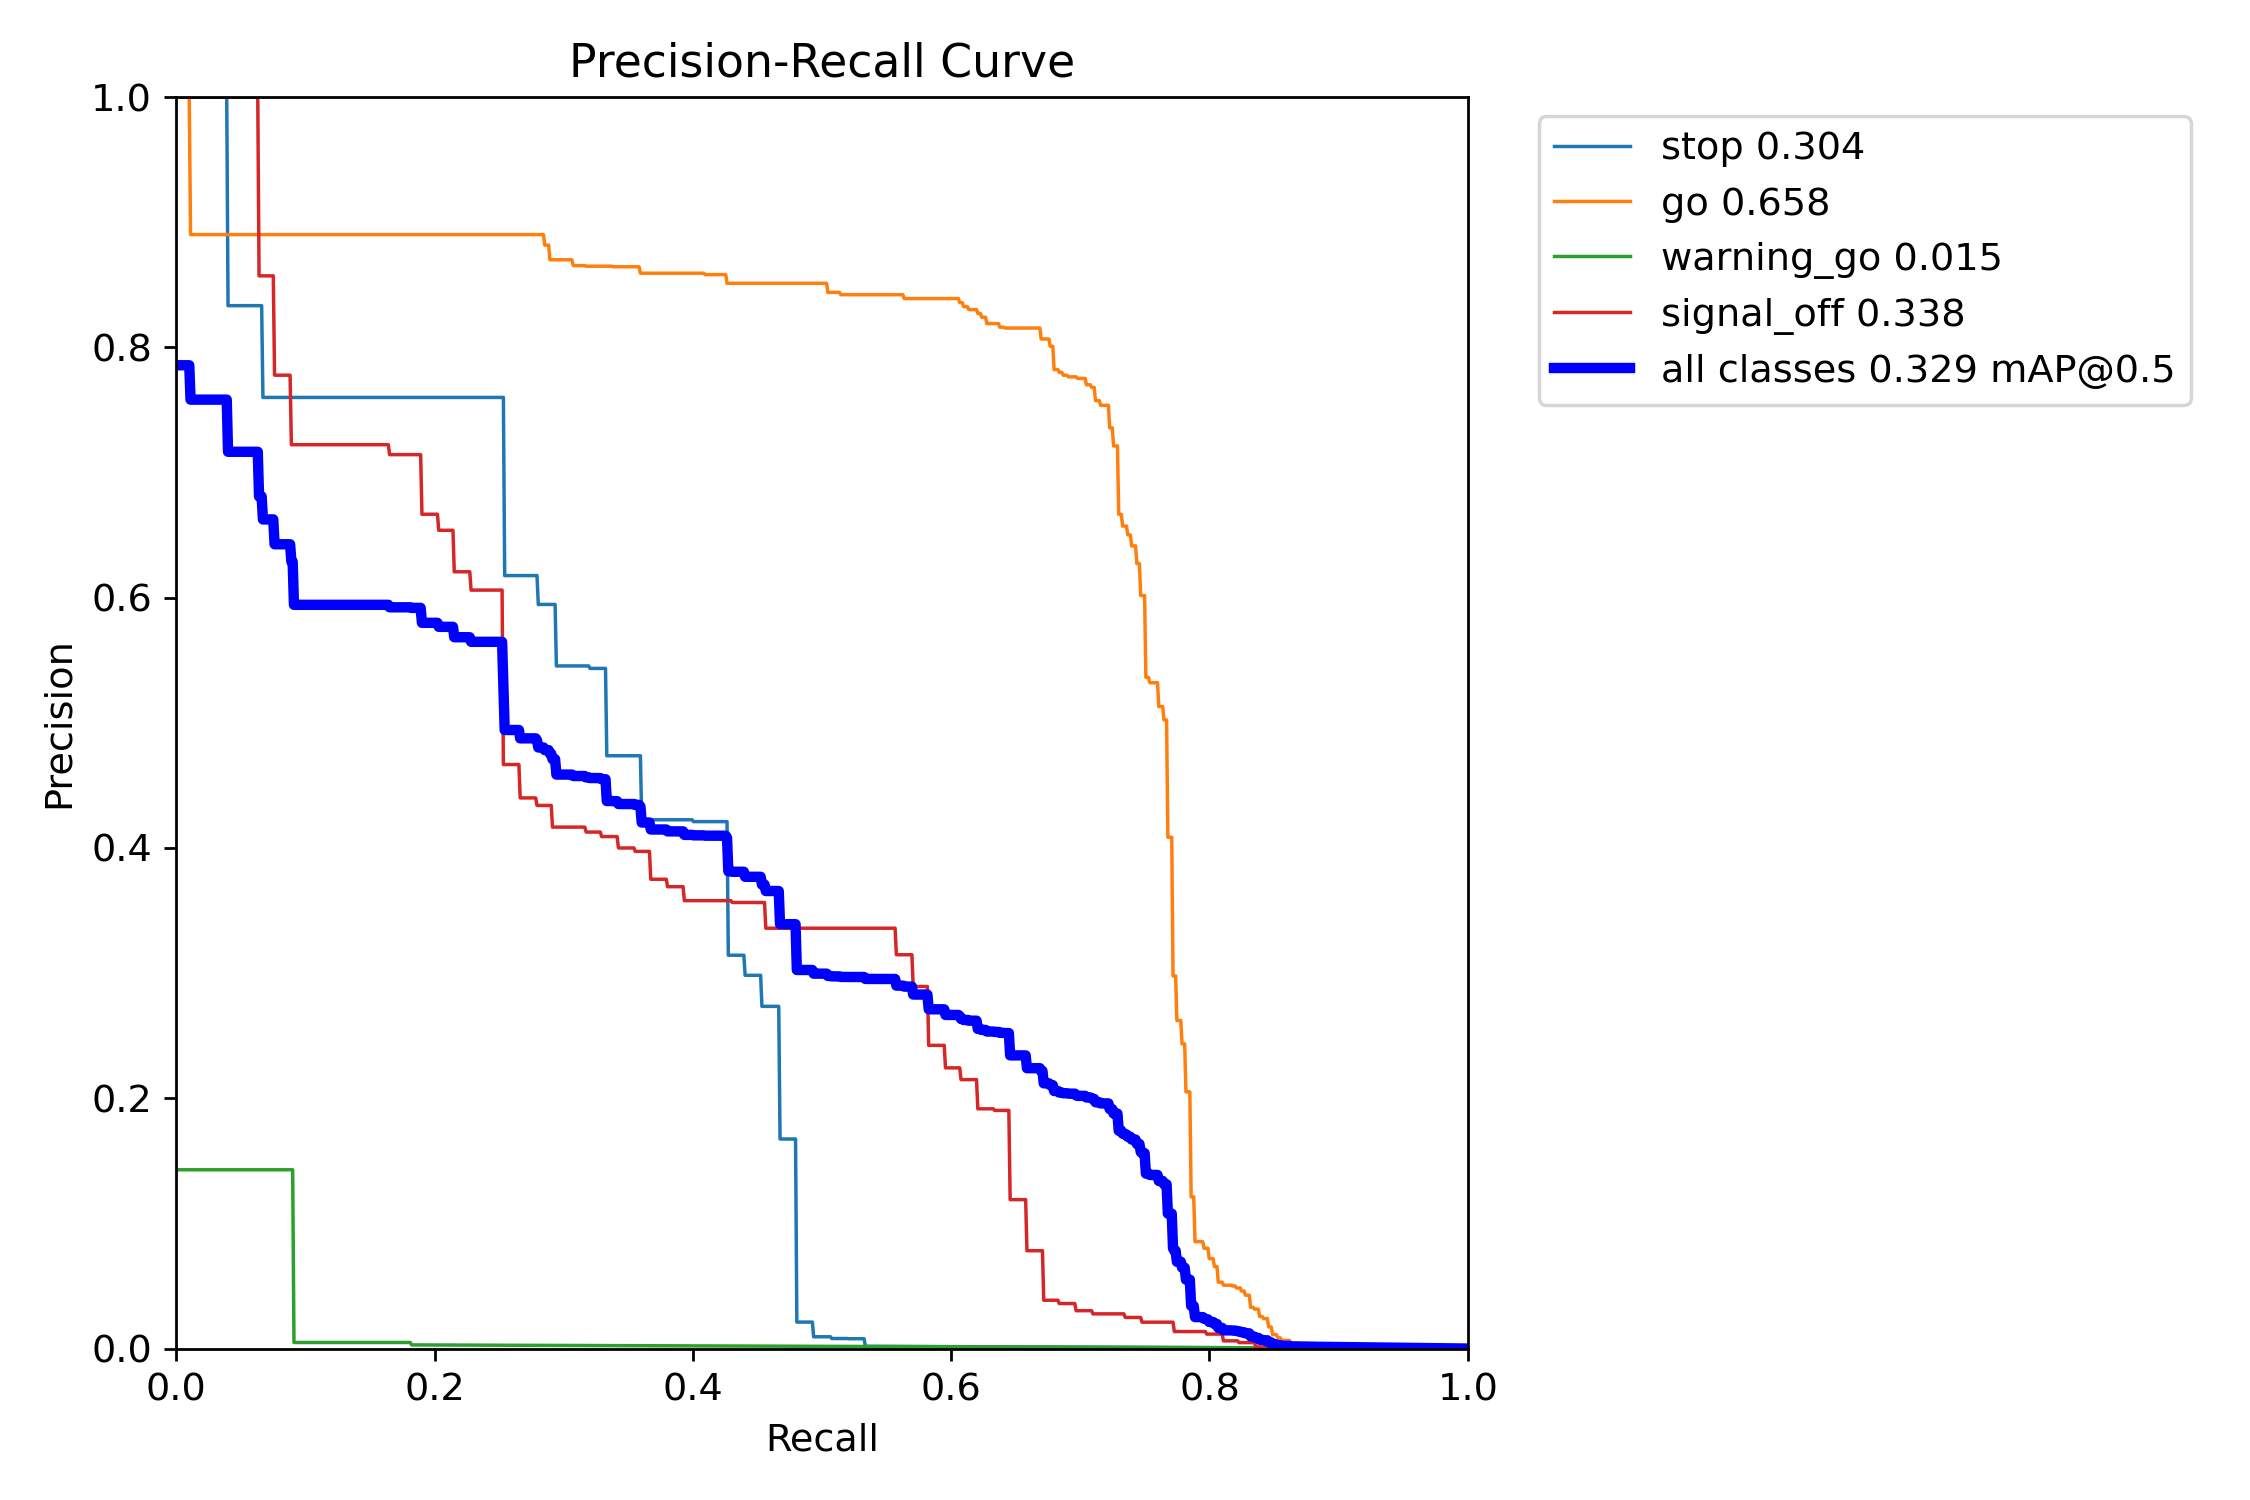 Precision-Recall Curve
1.0
0.8
0.6
0.4
0.2
0.0
Precision
0.0 0.2 0.4 0.6 0.8 1.0
Recall
stop 0.304
go 0.658
warning_go 0.015
signal_off 0.338
all classes 0.329 mAP@0.5